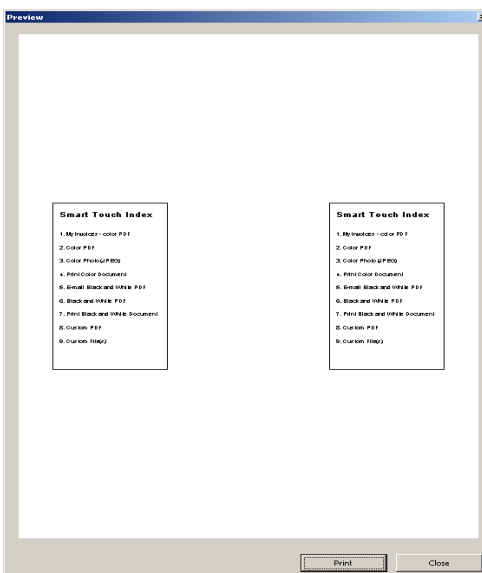 Preview
Smart Touch Index
1. My invoices - color PDF
2. Color PDF
3. Color Photo(JPEG)
4. Print Color Document
5. E-mail Black and White PDF
6. Black and White PDF
7. Print Black and White Document
8. Custom PDF
9. Custom File(s)
Smart Touch Index
1. My invoices - color PDF
2. Color PDF
3. Color Photo(JPEG)
4. Print Color Document
5. E-mail Black and White PDF
6. Black and White PDF
7. Print Black and White Document
8. Custom PDF
9. Custom File(s)
Print
Close